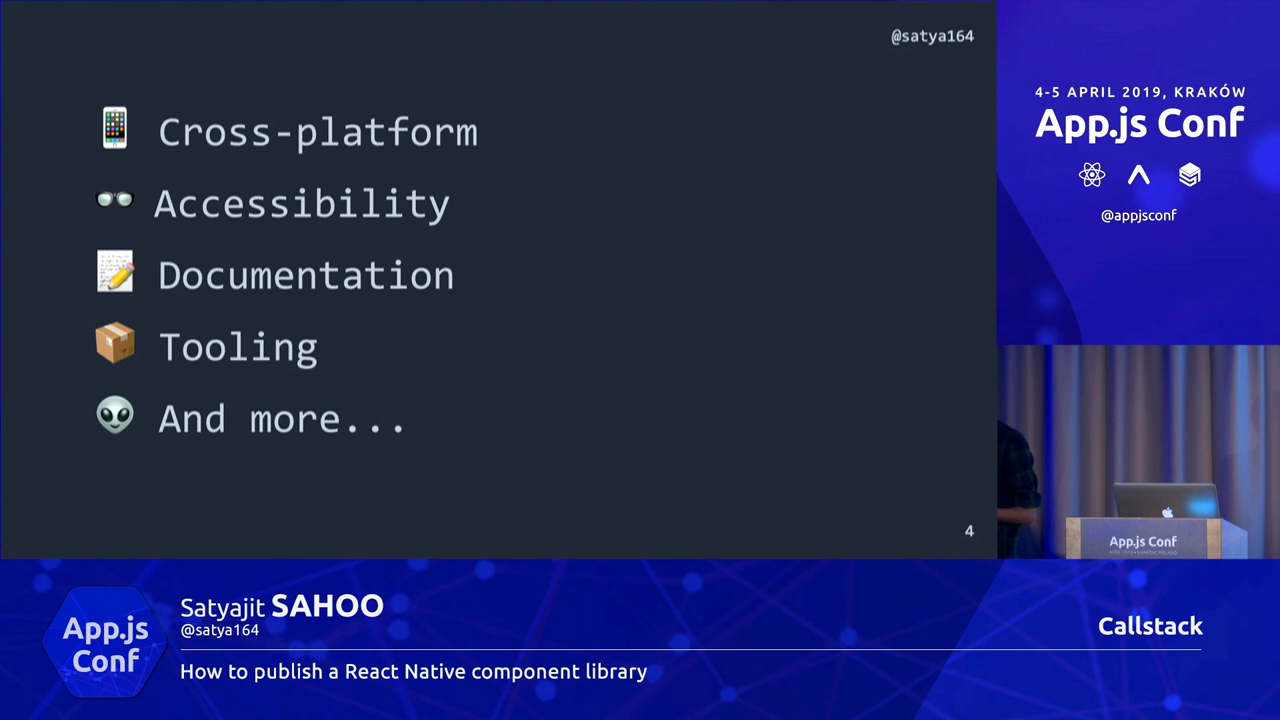 @satya164
Cross-platform
Accessibility
Documentation
Tooling
And more...
4
4-5 APRIL 2019, KRAKÓW
App.js Conf
@appjsconf
App.js Conf
App.js
Conf
Satyajit SAHOO
@satya164
How to publish a React Native component library
Callstack